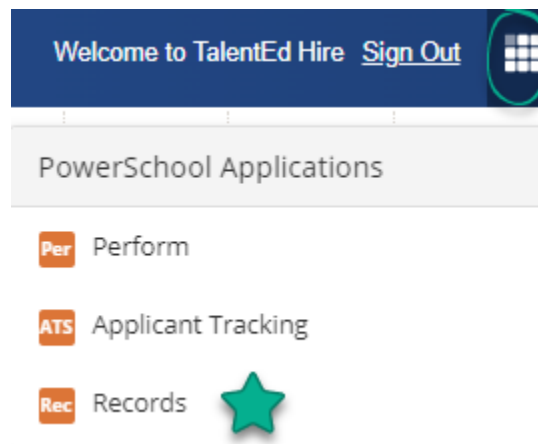 Welcome to TalentEd Hire Sign Out
PowerSchool Applications
Per Perform
ATS Applicant Tracking
Rec Records